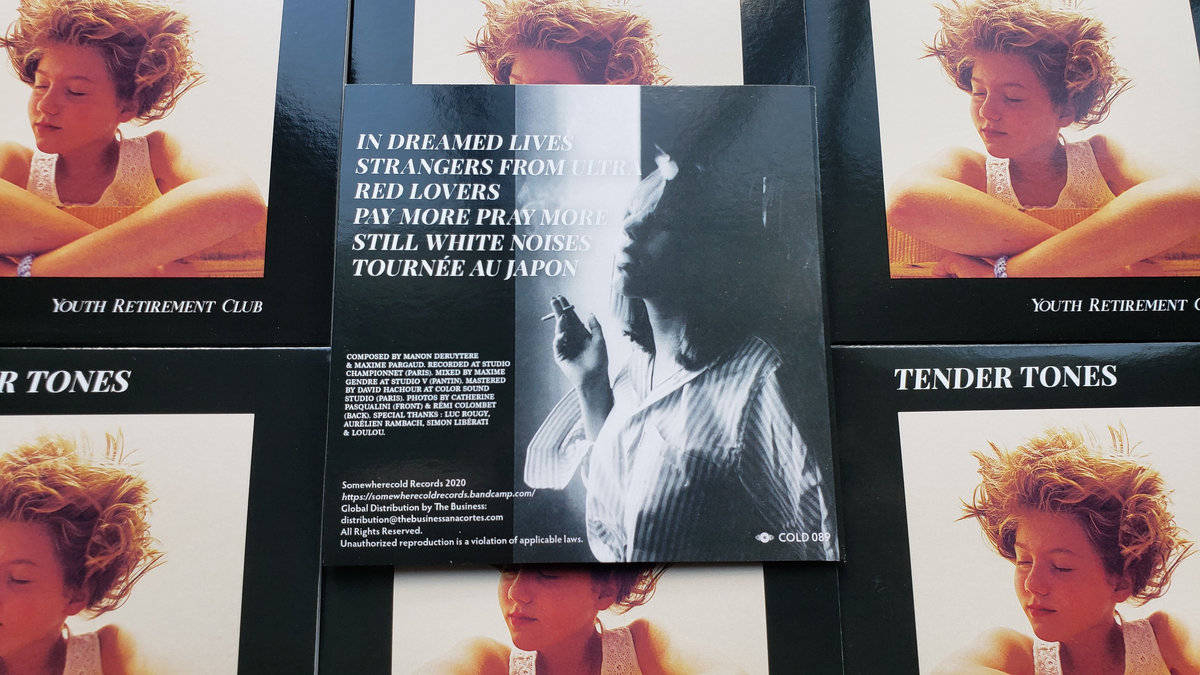 IN DREAMED LIVES
STRANGERS FROM ULTRA
RED LOVERS
PAY MORE PRAY MORE
STILL WHITE NOISES
TOURNÉE AU JAPON
COMPOSED BY MANON DERUYTERE
& MAXIME PARGAUD. RECORDED AT STUDIO
CHAMPIONNET (PARIS). MIXED BY MAXIME
GENDRE AT STUDIO V (PANTIN). MASTERED
BY DAVID HACHOUR AT COLOR SOUND
STUDIO (PARIS). PHOTOS BY CATHERINE
PASQUALINI (FRONT) & RÉMI COLOMBET
(BACK). SPECIAL THANKS : LUC ROUGY,
AURÉLIEN RAMBACH, SIMON LIBÉRATI
& LOULOU.
Somewherecold Records 2020
https://somewherecoldrecords.bandcamp.com/
Global Distribution by The Business:
distribution@thebusinessanacortes.com
All Rights Reserved.
Unauthorized reproduction is a violation of applicable laws.
COLD 089
YOUTH RETIREMENT CLUB
YOUTH RETIREMENT C
R TONES
TENDER TONES